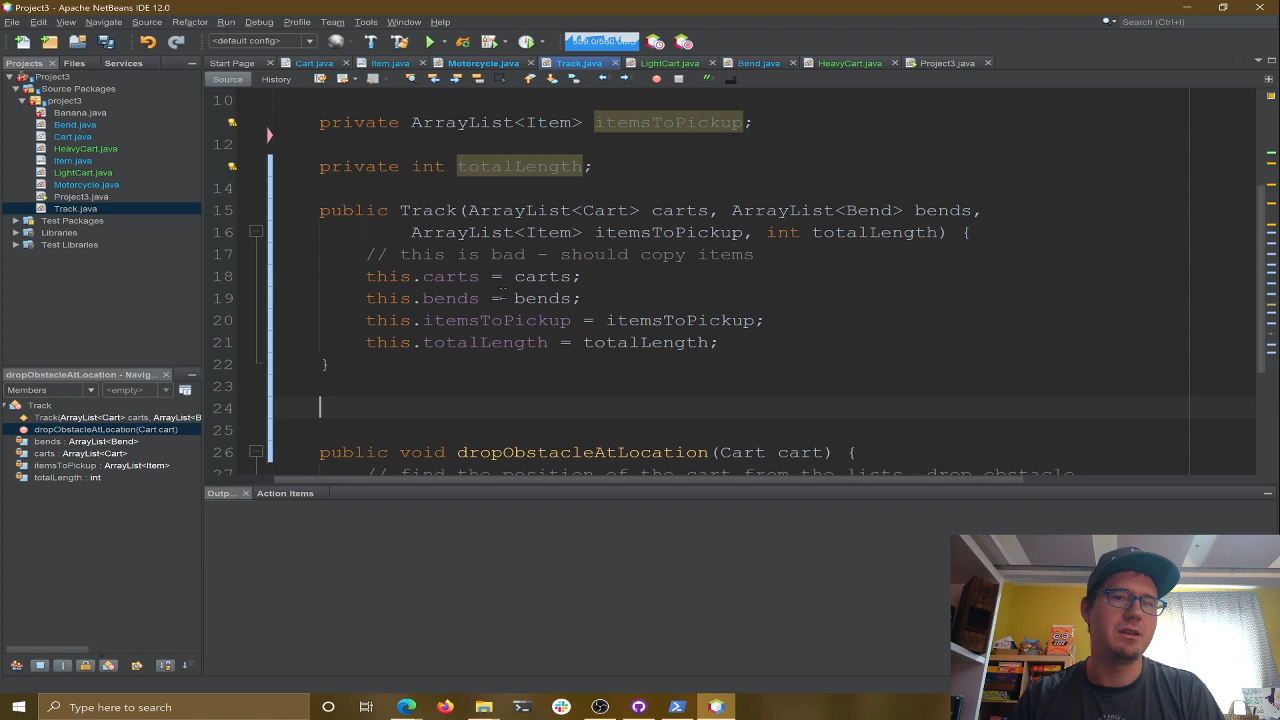 Project3 - Apache NetBeans IDE 12.0
File Edit View Navigate Source Refactor Run Debug Profile Team Tools Window Help
Search (Ctrl+I)
<default config>
Projects Files Services
Start Page Cart.java Item.java Motorcycle.java Track.java LightCart.java Bend.java HeavyCart.java Project3.java
Source History
Project3
Source Packages
project3
Banana.java
Bend.java
Cart.java
HeavyCart.java
Item.java
LightCart.java
Motorcycle.java
Project3.java
Track.java
Test Packages
Libraries
Test Libraries
10
private ArrayList<Item> itemsToPickup;
12
private int totalLength;
14
15 public Track(ArrayList<Cart> carts, ArrayList<Bend> bends,
16 ArrayList<Item> itemsToPickup, int totalLength) {
17 // this is bad - should copy items
18 this.carts = carts;
19 this.bends = bends;
20 this.itemsToPickup = itemsToPickup;
21 this.totalLength = totalLength;
22 }
23
24
25
26 public void dropObstacleAtLocation(Cart cart) {
27 // find the position of the cart from the lists, drop obstacle
dropObstacleAtLocation - Navig...
Members <empty>
Track
Track(ArrayList<Cart> carts, ArrayList<B
dropObstacleAtLocation(Cart cart)
bends : ArrayList<Bend>
carts : ArrayList<Cart>
itemsToPickup : ArrayList<Item>
totalLength : int
Outp... Action Items
Type here to search